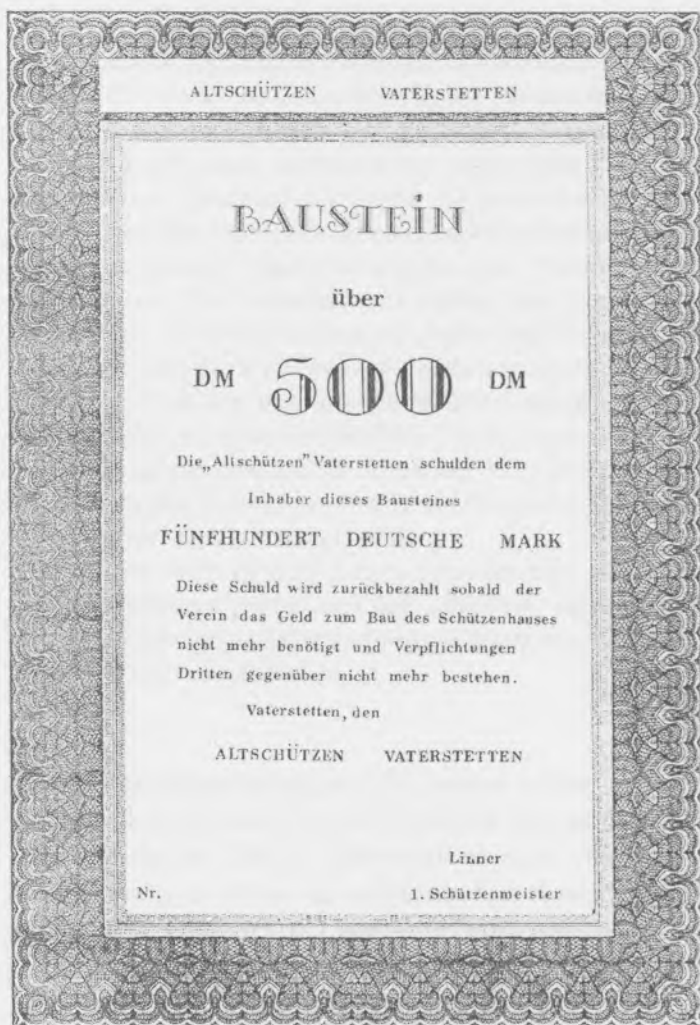 ALTSCHÜTZEN VATERSTETTEN
BAUSTEIN
über
DM 500 DM
Die „Altschützen" Vaterstetten schulden dem
Inhaber dieses Bausteines
FÜNFHUNDERT DEUTSCHE MARK
Diese Schuld wird zurückbezahlt sobald der
Verein das Geld zum Bau des Schützenhauses
nicht mehr benötigt und Verpflichtungen
Dritten gegenüber nicht mehr bestehen.
Vaterstetten, den
ALTSCHÜTZEN VATERSTETTEN
Linner
Nr. 1. Schützenmeister